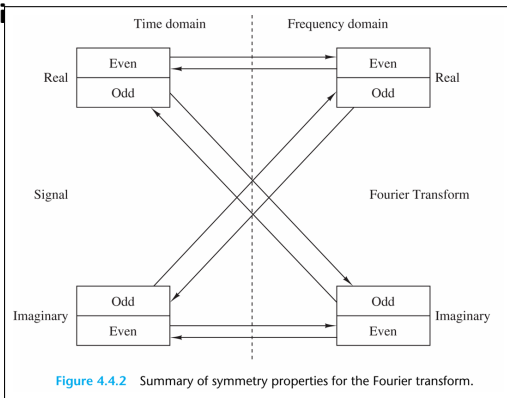 Time domain Frequency domain
Even Even
Real Real
Odd Odd
Signal Fourier Transform
Odd Odd
Imaginary Imaginary
Even Even
Figure 4.4.2 Summary of symmetry properties for the Fourier transform.